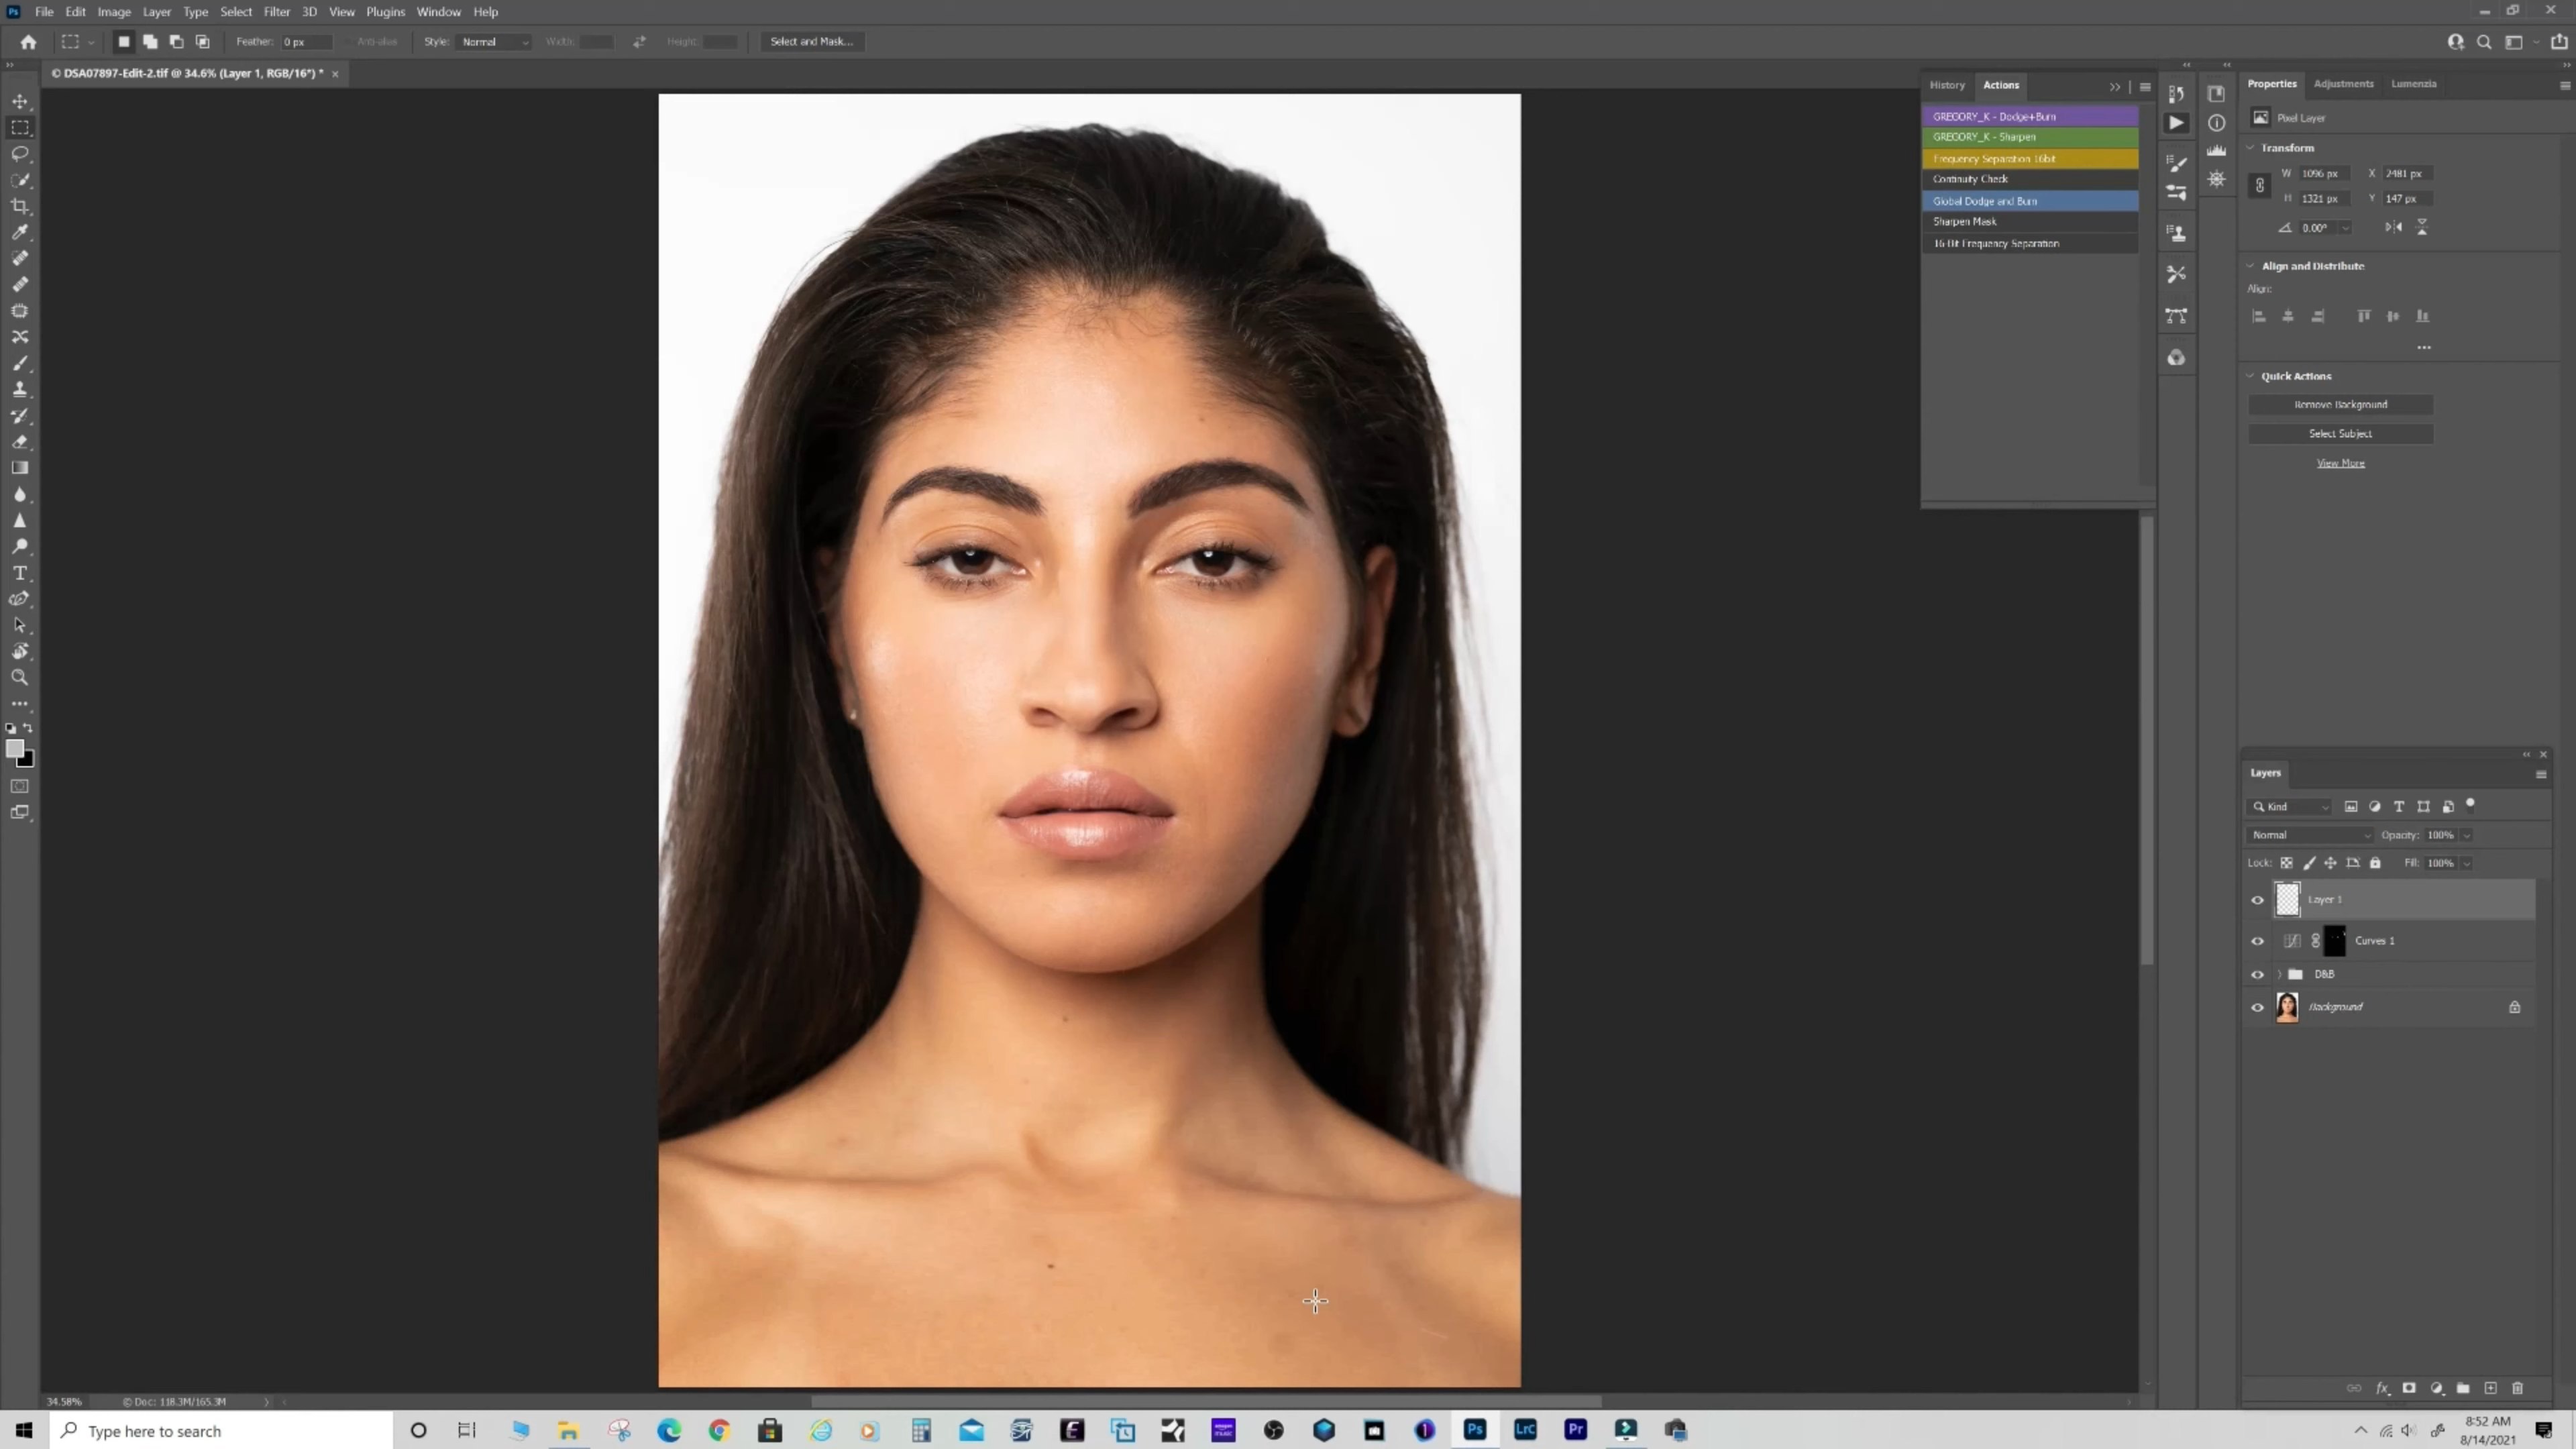 Ps File Edit Image Layer Type Select Filter 3D View Plugins Window Help
Feather: 0 px Anti-alias Style: Normal Width: Height: Select and Mask...
© DSA07897-Edit-2.tif @ 34.6% (Layer 1, RGB/16*) * ×
History Actions
GREGORY_K - Dodge+Burn
GREGORY_K - Sharpen
Frequency Separation 16bit
Continuity Check
Global Dodge and Burn
Sharpen Mask
16 Bit Frequency Separation
Properties Adjustments Lumenzia
Pixel Layer
Transform
W 1096 px X 2481 px
H 1321 px Y 147 px
0.00°
Align and Distribute
Align:
Quick Actions
Remove Background
Select Subject
View More
Layers
Kind
Normal Opacity: 100%
Lock: Fill: 100%
Layer 1
Curves 1
D&B
Background
34.58% © Doc: 118.3M/165.3M
Type here to search
Ps LrC Pr
8:52 AM
8/14/2021